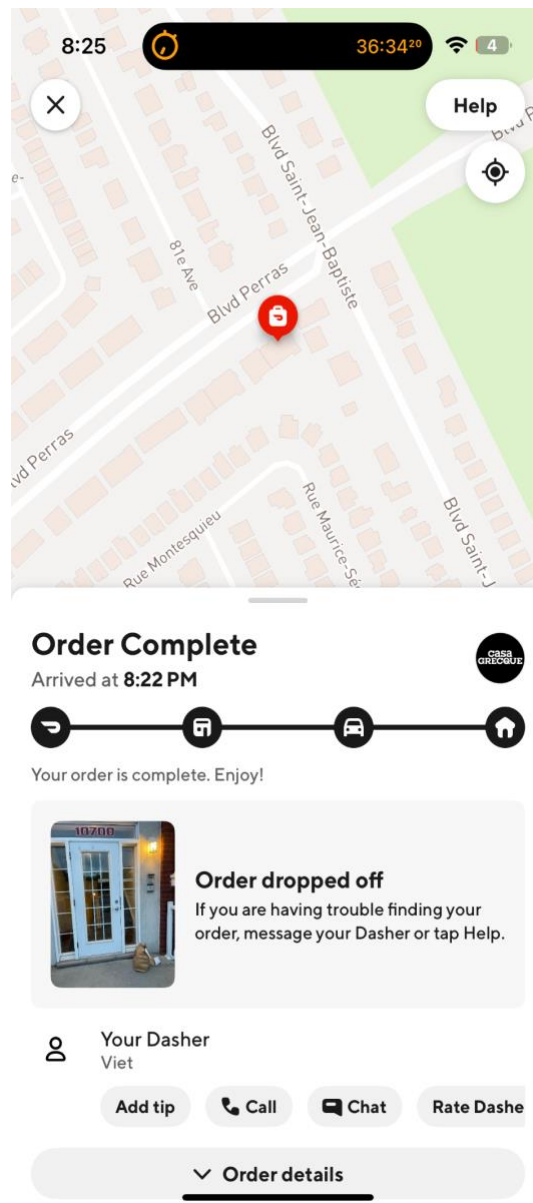 8:25
36:34²⁰
4
Help
Blvd P
Blvd Saint-Jean-Baptiste
e-
81e Ave
Blvd Perras
vd Perras
Rue Montesquieu
Rue Maurice-Sé
Blvd Saint-J
Order Complete
Arrived at 8:22 PM
CASA
GRECQUE
Your order is complete. Enjoy!
10700
Order dropped off
If you are having trouble finding your
order, message your Dasher or tap Help.
Your Dasher
Viet
Add tip
Call
Chat
Rate Dashe
Order details